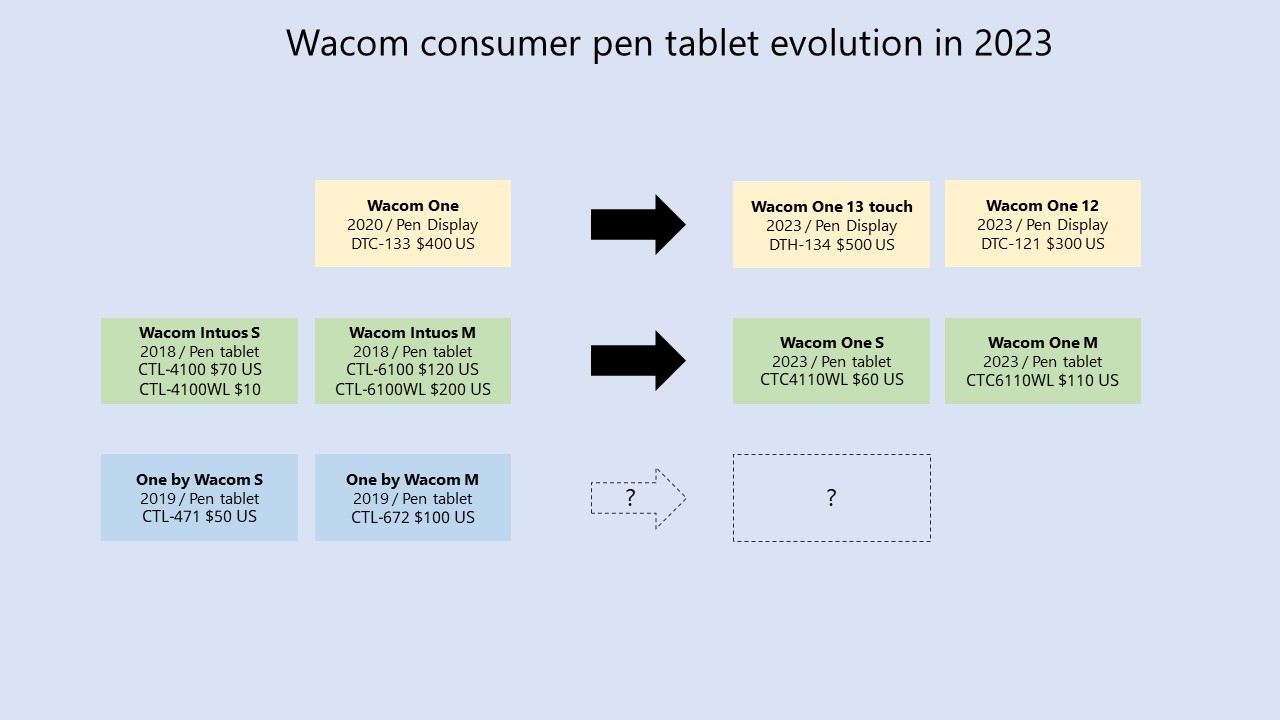 Wacom consumer pen tablet evolution in 2023
Wacom One
2020 / Pen Display
DTC-133 $400 US
Wacom One 13 touch
2023 / Pen Display
DTH-134 $500 US
Wacom One 12
2023 / Pen Display
DTC-121 $300 US
Wacom Intuos S
2018 / Pen tablet
CTL-4100 $70 US
CTL-4100WL $10
Wacom Intuos M
2018 / Pen tablet
CTL-6100 $120 US
CTL-6100WL $200 US
Wacom One S
2023 / Pen tablet
CTC4110WL $60 US
Wacom One M
2023 / Pen tablet
CTC6110WL $110 US
One by Wacom S
2019 / Pen tablet
CTL-471 $50 US
One by Wacom M
2019 / Pen tablet
CTL-672 $100 US
?
?